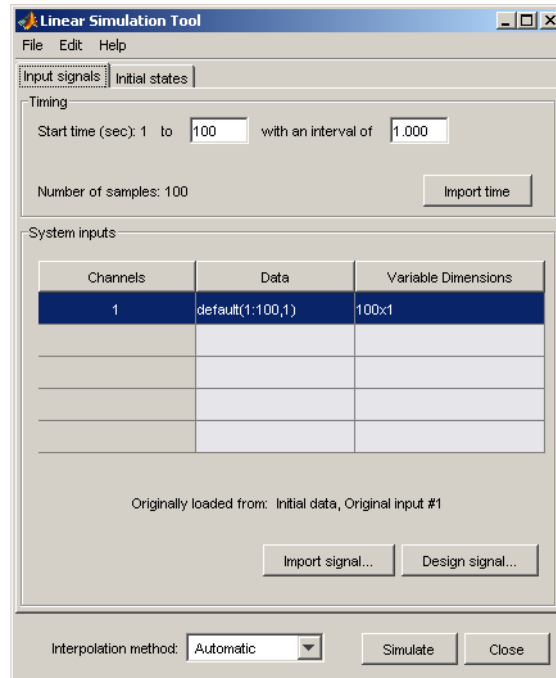 Linear Simulation Tool
File Edit Help
Input signals Initial states
Timing
Start time (sec): 1 to 100 with an interval of 1.000
Number of samples: 100 Import time
System inputs
Channels Data Variable Dimensions
1 default(1:100,1) 100x1
Originally loaded from: Initial data, Original input #1
Import signal... Design signal...
Interpolation method: Automatic Simulate Close